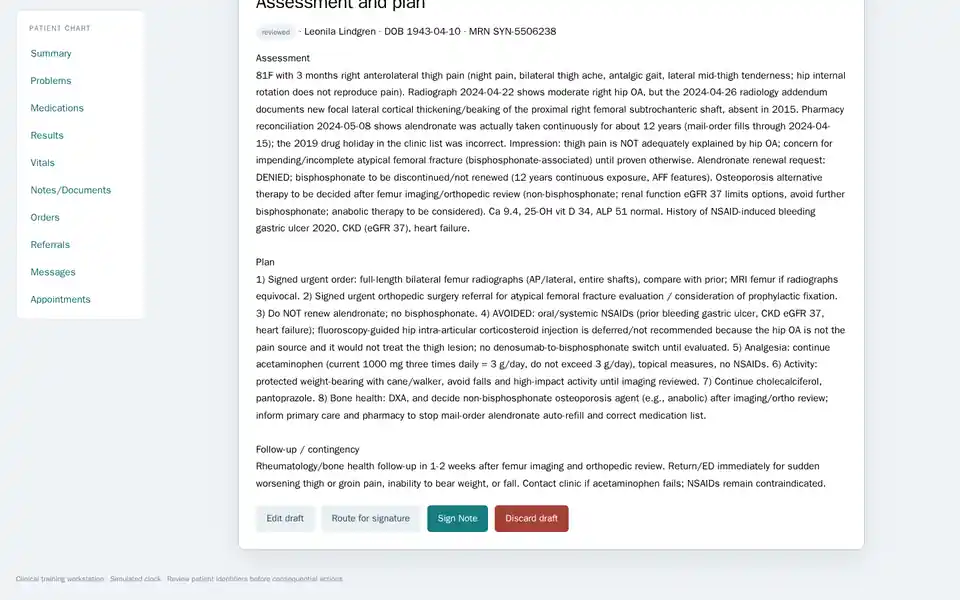 Assessment and plan
PATIENT CHART
Summary
Problems
Medications
Results
Vitals
Notes/Documents
Orders
Referrals
Messages
Appointments
reviewed · Leonila Lindgren · DOB 1943-04-10 · MRN SYN-5506238
Assessment
81F with 3 months right anterolateral thigh pain (night pain, bilateral thigh ache, antalgic gait, lateral mid-thigh tenderness; hip internal
rotation does not reproduce pain). Radiograph 2024-04-22 shows moderate right hip OA, but the 2024-04-26 radiology addendum
documents new focal lateral cortical thickening/beaking of the proximal right femoral subtrochanteric shaft, absent in 2015. Pharmacy
reconciliation 2024-05-08 shows alendronate was actually taken continuously for about 12 years (mail-order fills through 2024-04-
15); the 2019 drug holiday in the clinic list was incorrect. Impression: thigh pain is NOT adequately explained by hip OA; concern for
impending/incomplete atypical femoral fracture (bisphosphonate-associated) until proven otherwise. Alendronate renewal request:
DENIED; bisphosphonate to be discontinued/not renewed (12 years continuous exposure, AFF features). Osteoporosis alternative
therapy to be decided after femur imaging/orthopedic review (non-bisphosphonate; renal function eGFR 37 limits options, avoid further
bisphosphonate; anabolic therapy to be considered). Ca 9.4, 25-OH vit D 34, ALP 51 normal. History of NSAID-induced bleeding
gastric ulcer 2020, CKD (eGFR 37), heart failure.
Plan
1) Signed urgent order: full-length bilateral femur radiographs (AP/lateral, entire shafts), compare with prior; MRI femur if radiographs
equivocal. 2) Signed urgent orthopedic surgery referral for atypical femoral fracture evaluation / consideration of prophylactic fixation.
3) Do NOT renew alendronate; no bisphosphonate. 4) AVOIDED: oral/systemic NSAIDs (prior bleeding gastric ulcer, CKD eGFR 37,
heart failure); fluoroscopy-guided hip intra-articular corticosteroid injection is deferred/not recommended because the hip OA is not the
pain source and it would not treat the thigh lesion; no denosumab-to-bisphosphonate switch until evaluated. 5) Analgesia: continue
acetaminophen (current 1000 mg three times daily = 3 g/day, do not exceed 3 g/day), topical measures, no NSAIDs. 6) Activity:
protected weight-bearing with cane/walker, avoid falls and high-impact activity until imaging reviewed. 7) Continue cholecalciferol,
pantoprazole. 8) Bone health: DXA, and decide non-bisphosphonate osteoporosis agent (e.g., anabolic) after imaging/ortho review;
inform primary care and pharmacy to stop mail-order alendronate auto-refill and correct medication list.
Follow-up / contingency
Rheumatology/bone health follow-up in 1-2 weeks after femur imaging and orthopedic review. Return/ED immediately for sudden
worsening thigh or groin pain, inability to bear weight, or fall. Contact clinic if acetaminophen fails; NSAIDs remain contraindicated.
Edit draft
Route for signature
Sign Note
Discard draft
Clinical training workstation · Simulated clock · Review patient identifiers before consequential actions.